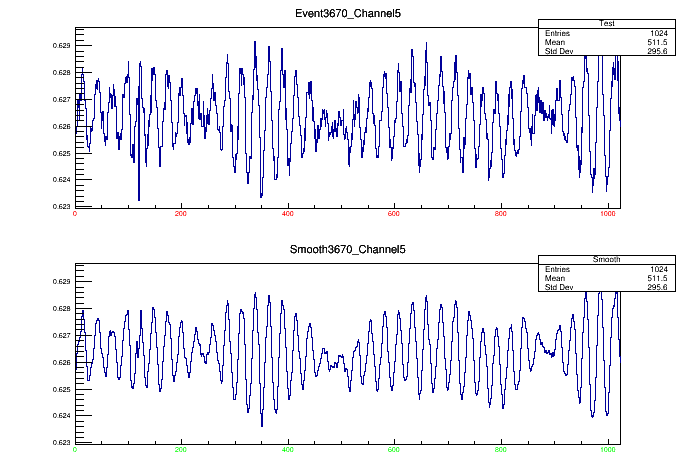 Event3670_Channel5
Test
Entries 1024
Mean 511.5
Std Dev 295.6
0.629
0.628
0.627
0.626
0.625
0.624
0.623
0 200 400 600 800 1000
Smooth3670_Channel5
Smooth
Entries 1024
Mean 511.5
Std Dev 295.6
0.629
0.628
0.627
0.626
0.625
0.624
0.623
0 200 400 600 800 1000